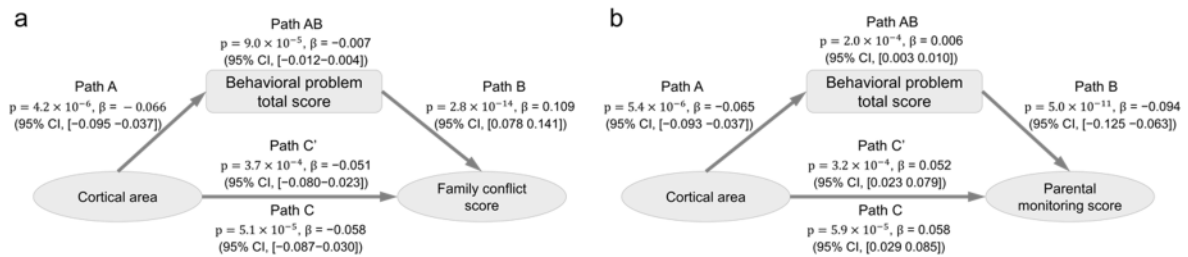 a
Path AB
p = 9.0 × 10⁻⁵, β = −0.007
(95% CI, [−0.012−0.004])
Path A
p = 4.2 × 10⁻⁶, β = − 0.066
(95% CI, [−0.095 −0.037])
Behavioral problem
total score
Path B
p = 2.8 × 10⁻¹⁴, β = 0.109
(95% CI, [0.078 0.141])
Path C'
p = 3.7 × 10⁻⁴, β = −0.051
(95% CI, [−0.080−0.023])
Cortical area
Family conflict
score
Path C
p = 5.1 × 10⁻⁵, β = −0.058
(95% CI, [−0.087−0.030])
b
Path AB
p = 2.0 × 10⁻⁴, β = 0.006
(95% CI, [0.003 0.010])
Path A
p = 5.4 × 10⁻⁶, β = −0.065
(95% CI, [−0.093 −0.037])
Behavioral problem
total score
Path B
p = 5.0 × 10⁻¹¹, β = −0.094
(95% CI, [−0.125 −0.063])
Path C'
p = 3.2 × 10⁻⁴, β = 0.052
(95% CI, [0.023 0.079])
Cortical area
Parental
monitoring score
Path C
p = 5.9 × 10⁻⁵, β = 0.058
(95% CI, [0.029 0.085])